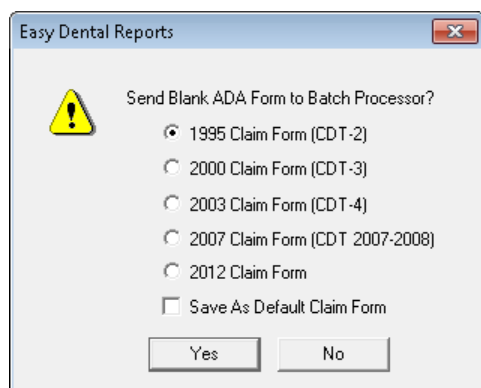 Easy Dental Reports
Send Blank ADA Form to Batch Processor?
1995 Claim Form (CDT-2)
2000 Claim Form (CDT-3)
2003 Claim Form (CDT-4)
2007 Claim Form (CDT 2007-2008)
2012 Claim Form
Save As Default Claim Form
Yes No